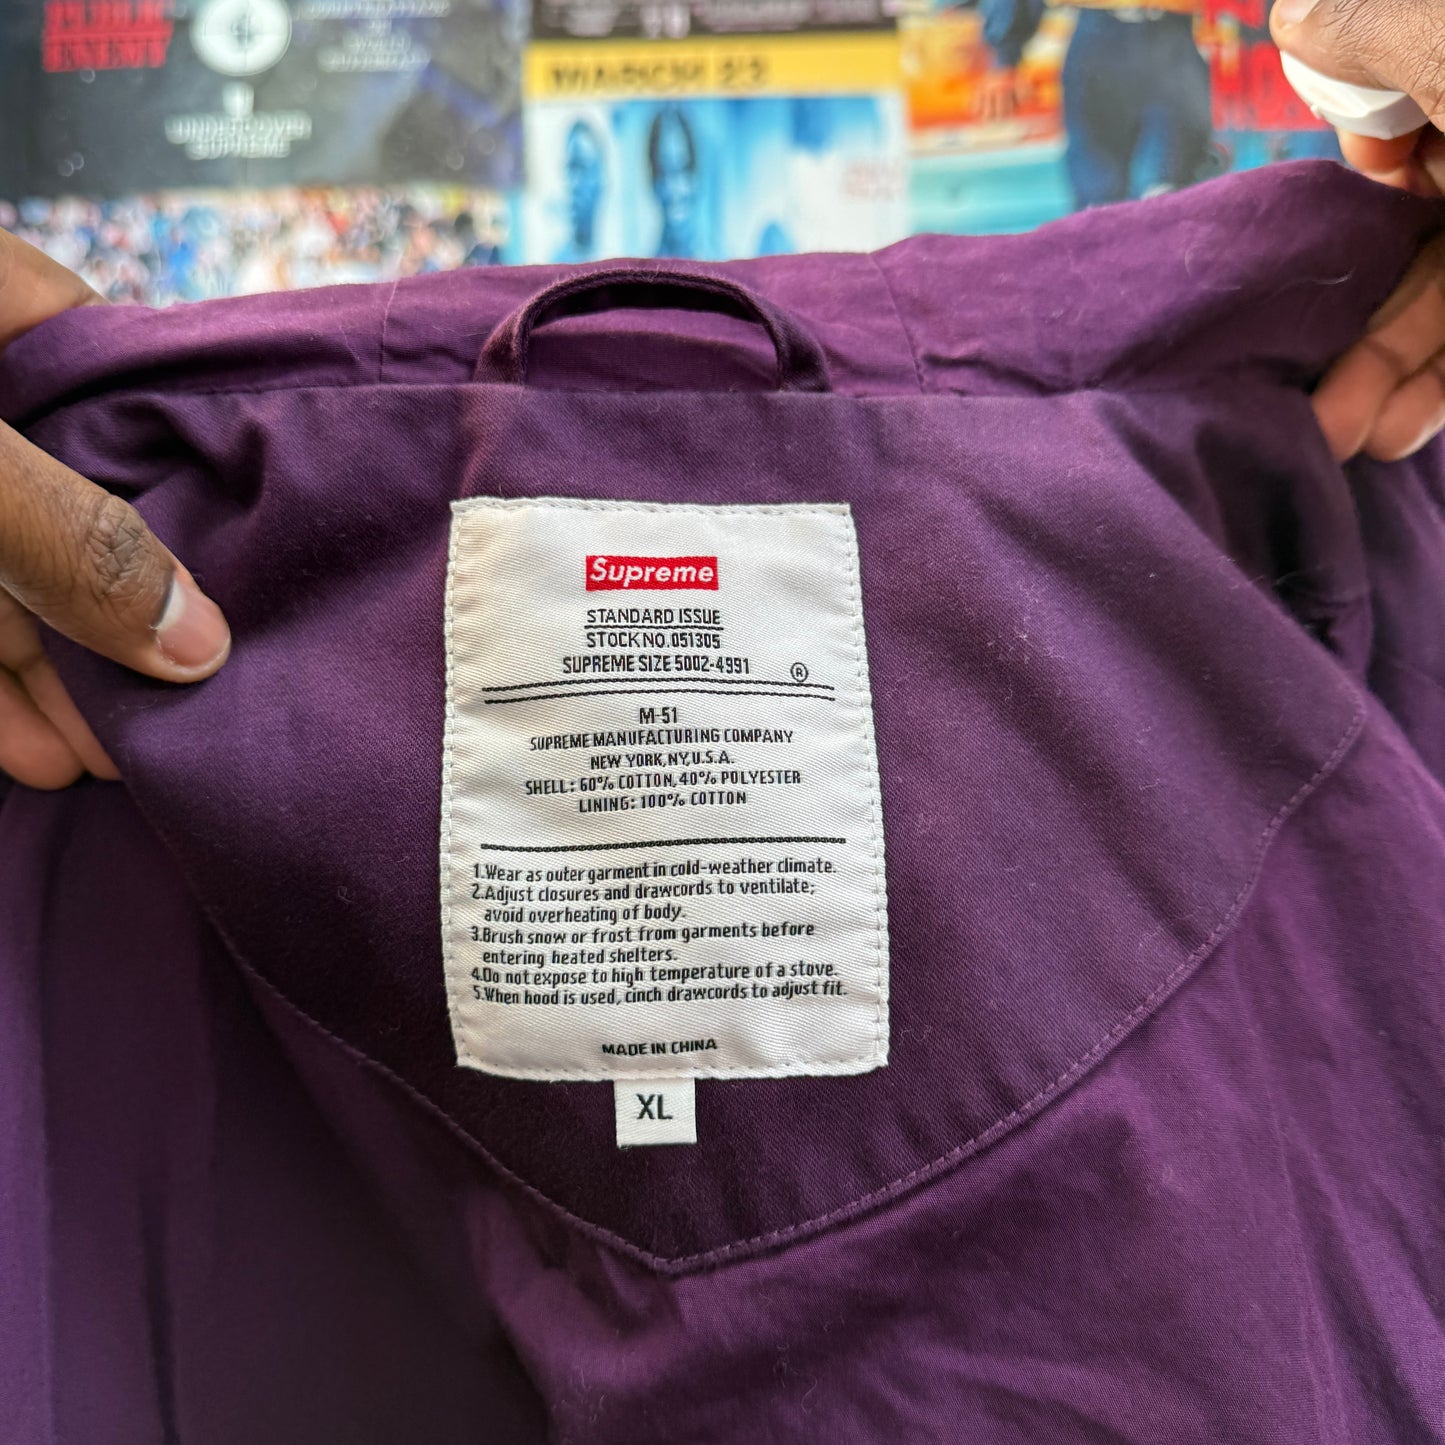 PUBLIC
ENEMY
UNDERCOVER
SUPREME
MARCH 22
Supreme
STANDARD ISSUE
STOCK NO. 051305
SUPREME SIZE 5002-4991 ®
M-51
SUPREME MANUFACTURING COMPANY
NEW YORK, NY, U.S.A.
SHELL: 60% COTTON, 40% POLYESTER
LINING: 100% COTTON
1.Wear as outer garment in cold-weather climate.
2.Adjust closures and drawcords to ventilate;
avoid overheating of body.
3.Brush snow or frost from garments before
entering heated shelters.
4.Do not expose to high temperature of a stove.
5.When hood is used, cinch drawcords to adjust fit.
MADE IN CHINA
XL